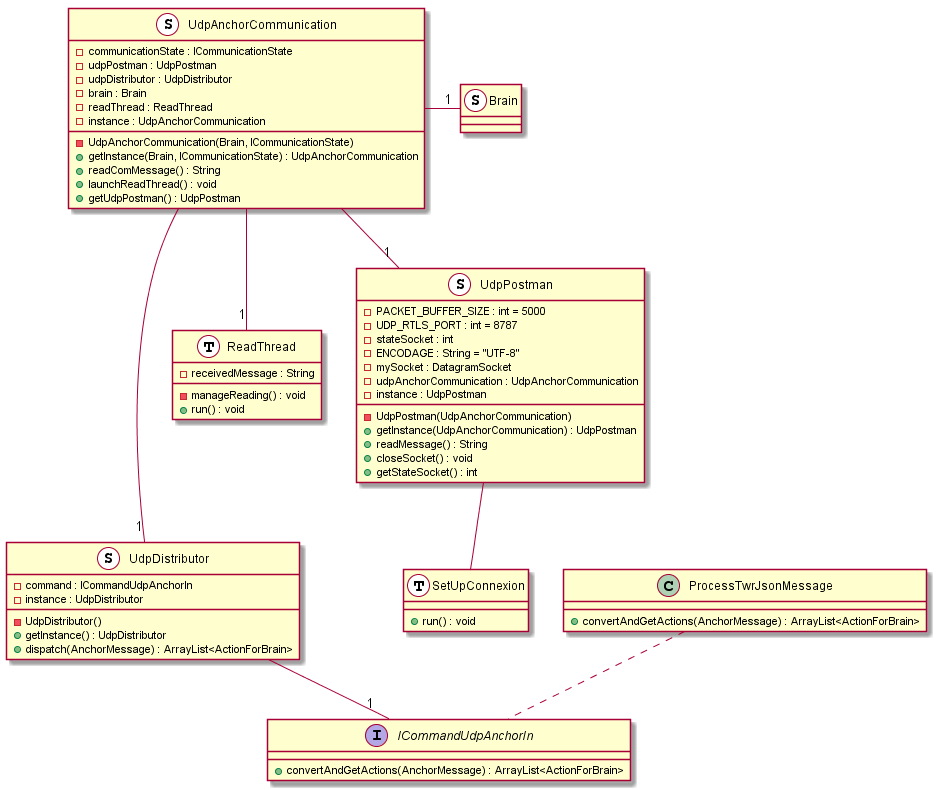 S UdpAnchorCommunication
communicationState : ICommunicationState
udpPostman : UdpPostman
udpDistributor : UdpDistributor
brain : Brain
readThread : ReadThread
instance : UdpAnchorCommunication
UdpAnchorCommunication(Brain, ICommunicationState)
getInstance(Brain, ICommunicationState) : UdpAnchorCommunication
readComMessage() : String
launchReadThread() : void
getUdpPostman() : UdpPostman
1
S Brain
1
1
1
T ReadThread
receivedMessage : String
manageReading() : void
run() : void
S UdpPostman
PACKET_BUFFER_SIZE : int = 5000
UDP_RTLS_PORT : int = 8787
stateSocket : int
ENCODAGE : String = "UTF-8"
mySocket : DatagramSocket
udpAnchorCommunication : UdpAnchorCommunication
instance : UdpPostman
UdpPostman(UdpAnchorCommunication)
getInstance(UdpAnchorCommunication) : UdpPostman
readMessage() : String
closeSocket() : void
getStateSocket() : int
S UdpDistributor
command : ICommandUdpAnchorIn
instance : UdpDistributor
UdpDistributor()
getInstance() : UdpDistributor
dispatch(AnchorMessage) : ArrayList<ActionForBrain>
T SetUpConnexion
run() : void
C ProcessTwrJsonMessage
convertAndGetActions(AnchorMessage) : ArrayList<ActionForBrain>
1
I ICommandUdpAnchorIn
convertAndGetActions(AnchorMessage) : ArrayList<ActionForBrain>